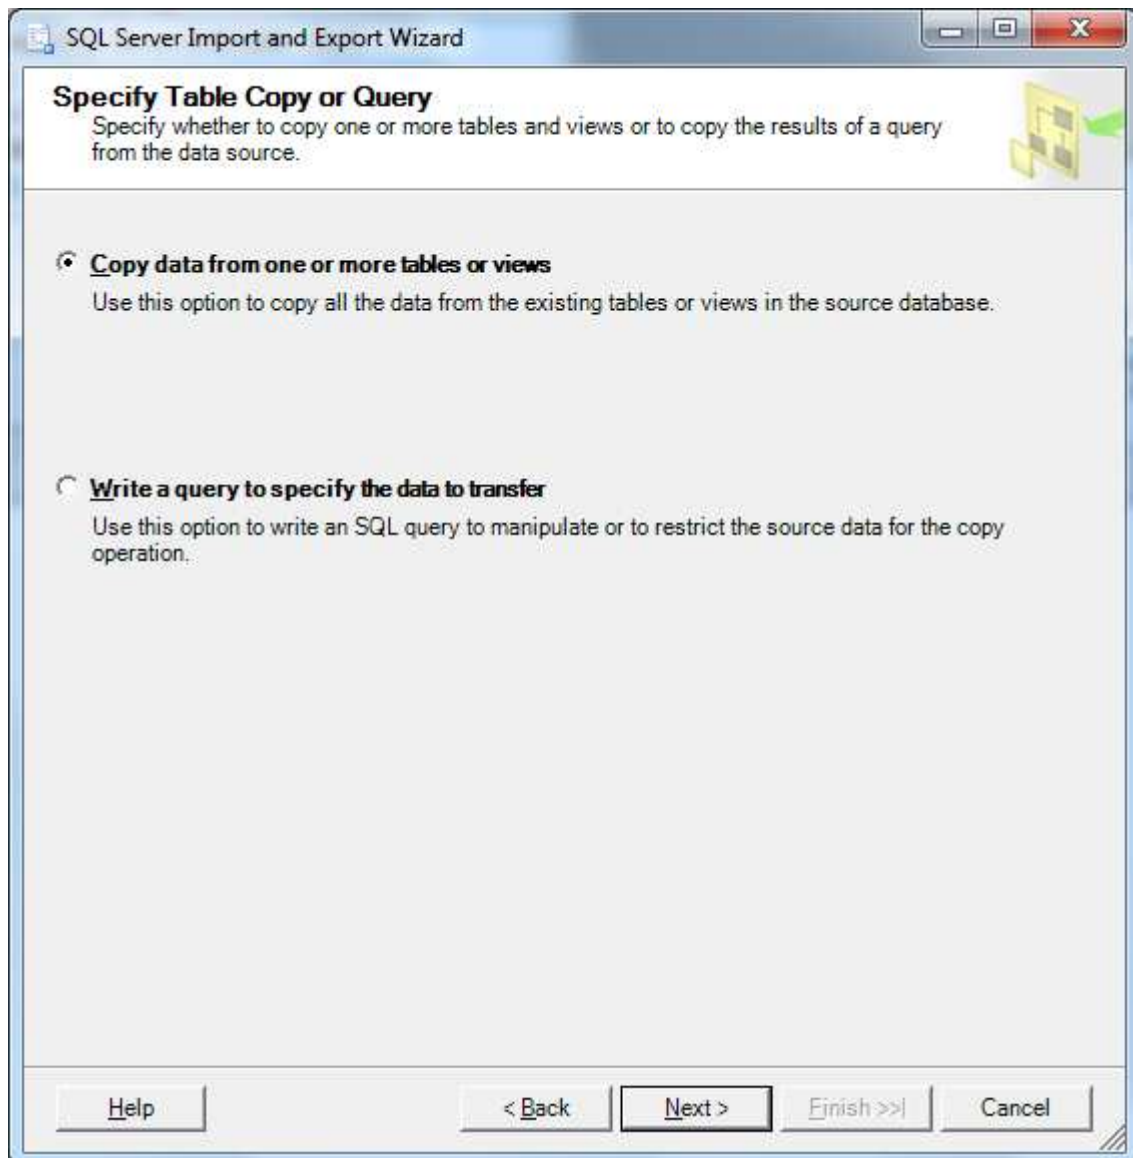 SQL Server Import and Export Wizard
Specify Table Copy or Query
Specify whether to copy one or more tables and views or to copy the results of a query
from the data source.
Copy data from one or more tables or views
Use this option to copy all the data from the existing tables or views in the source database.
Write a query to specify the data to transfer
Use this option to write an SQL query to manipulate or to restrict the source data for the copy
operation.
Help
< Back
Next >
Finish >>|
Cancel